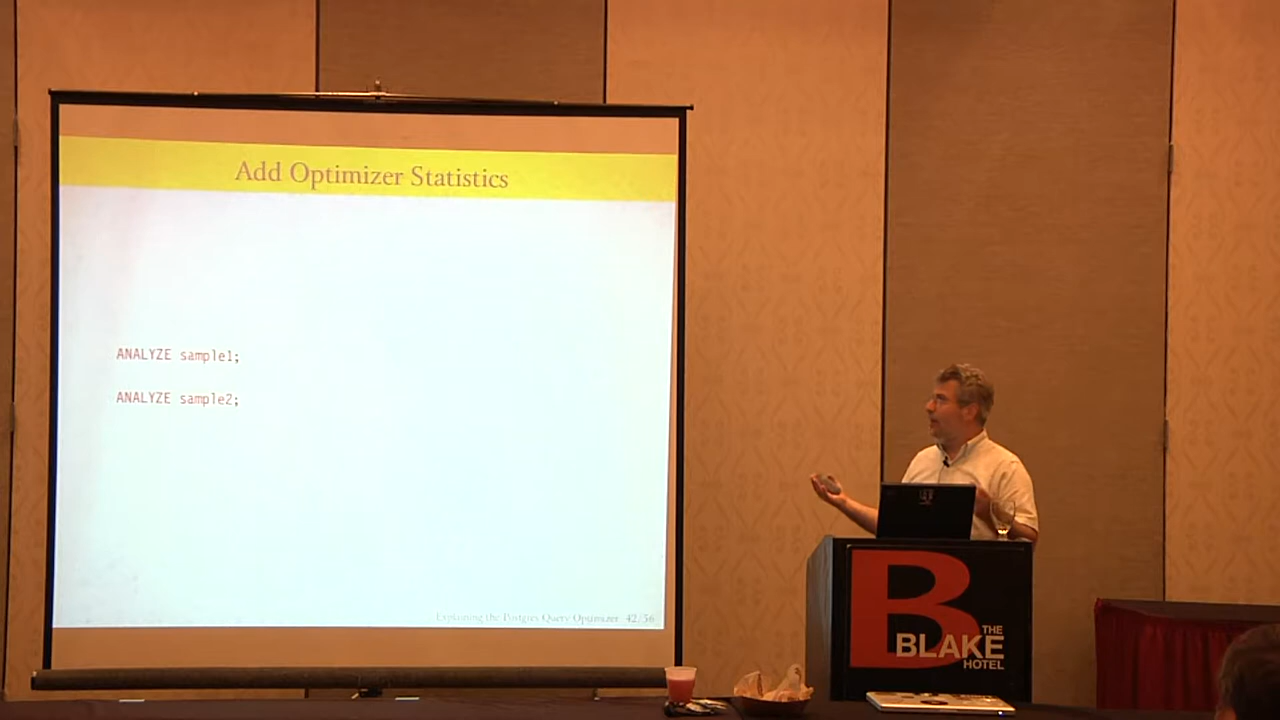 Add Optimizer Statistics
ANALYZE sample1;
ANALYZE sample2;
Explaining the Postgres Query Optimizer 42/56
B
THE
BLAKE
HOTEL